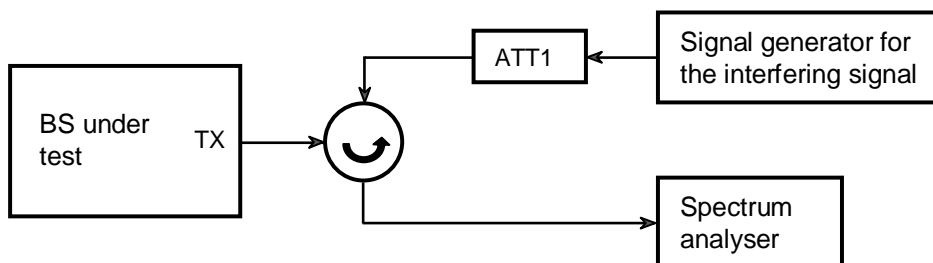 BS under
test
TX
ATT1
Signal generator for
the interfering signal
Spectrum
analyser